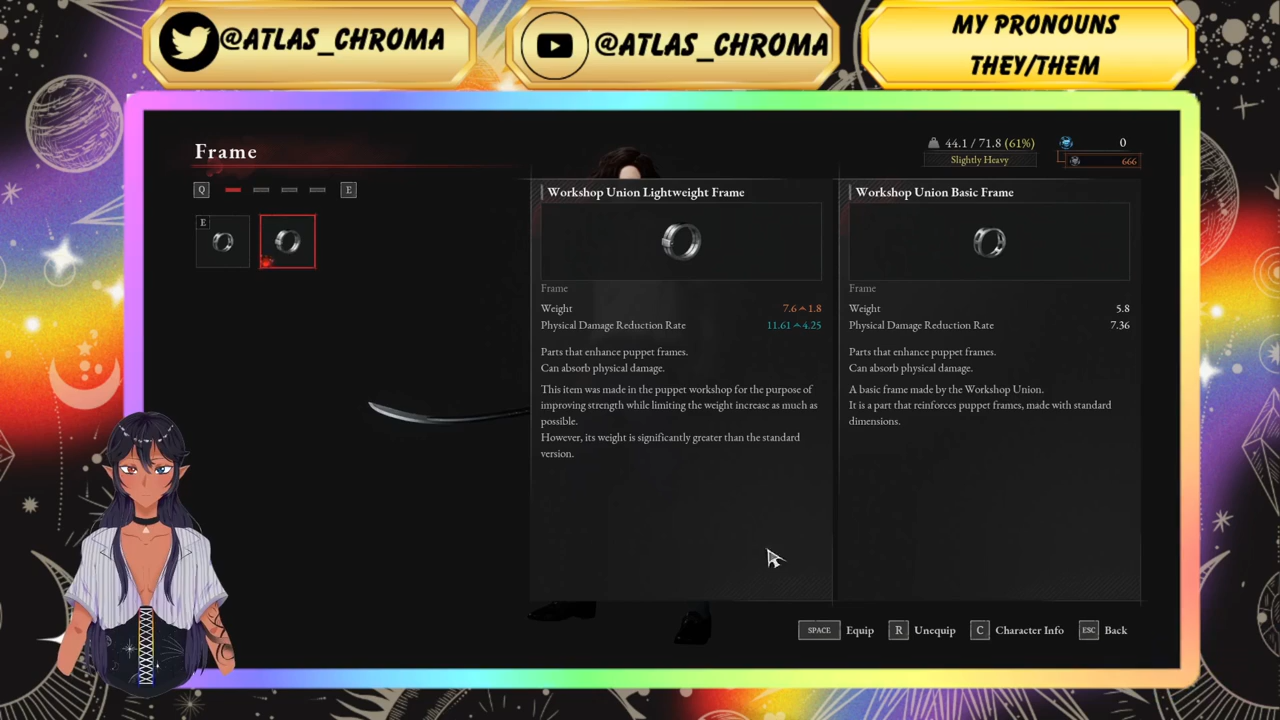 @ATLAS_CHROMA
@ATLAS_CHROMA
MY PRONOUNS
THEY/THEM
Frame
44.1 / 71.8 (61%)
0
Slightly Heavy
666
Q
E
E
Workshop Union Lightweight Frame
Frame
Weight 7.6 1.8
Physical Damage Reduction Rate 11.61 4.25
Parts that enhance puppet frames.
Can absorb physical damage.
This item was made in the puppet workshop for the purpose of
improving strength while limiting the weight increase as much as
possible.
However, its weight is significantly greater than the standard
version.
Workshop Union Basic Frame
Frame
Weight 5.8
Physical Damage Reduction Rate 7.36
Parts that enhance puppet frames.
Can absorb physical damage.
A basic frame made by the Workshop Union.
It is a part that reinforces puppet frames, made with standard
dimensions.
SPACE Equip R Unequip C Character Info ESC Back